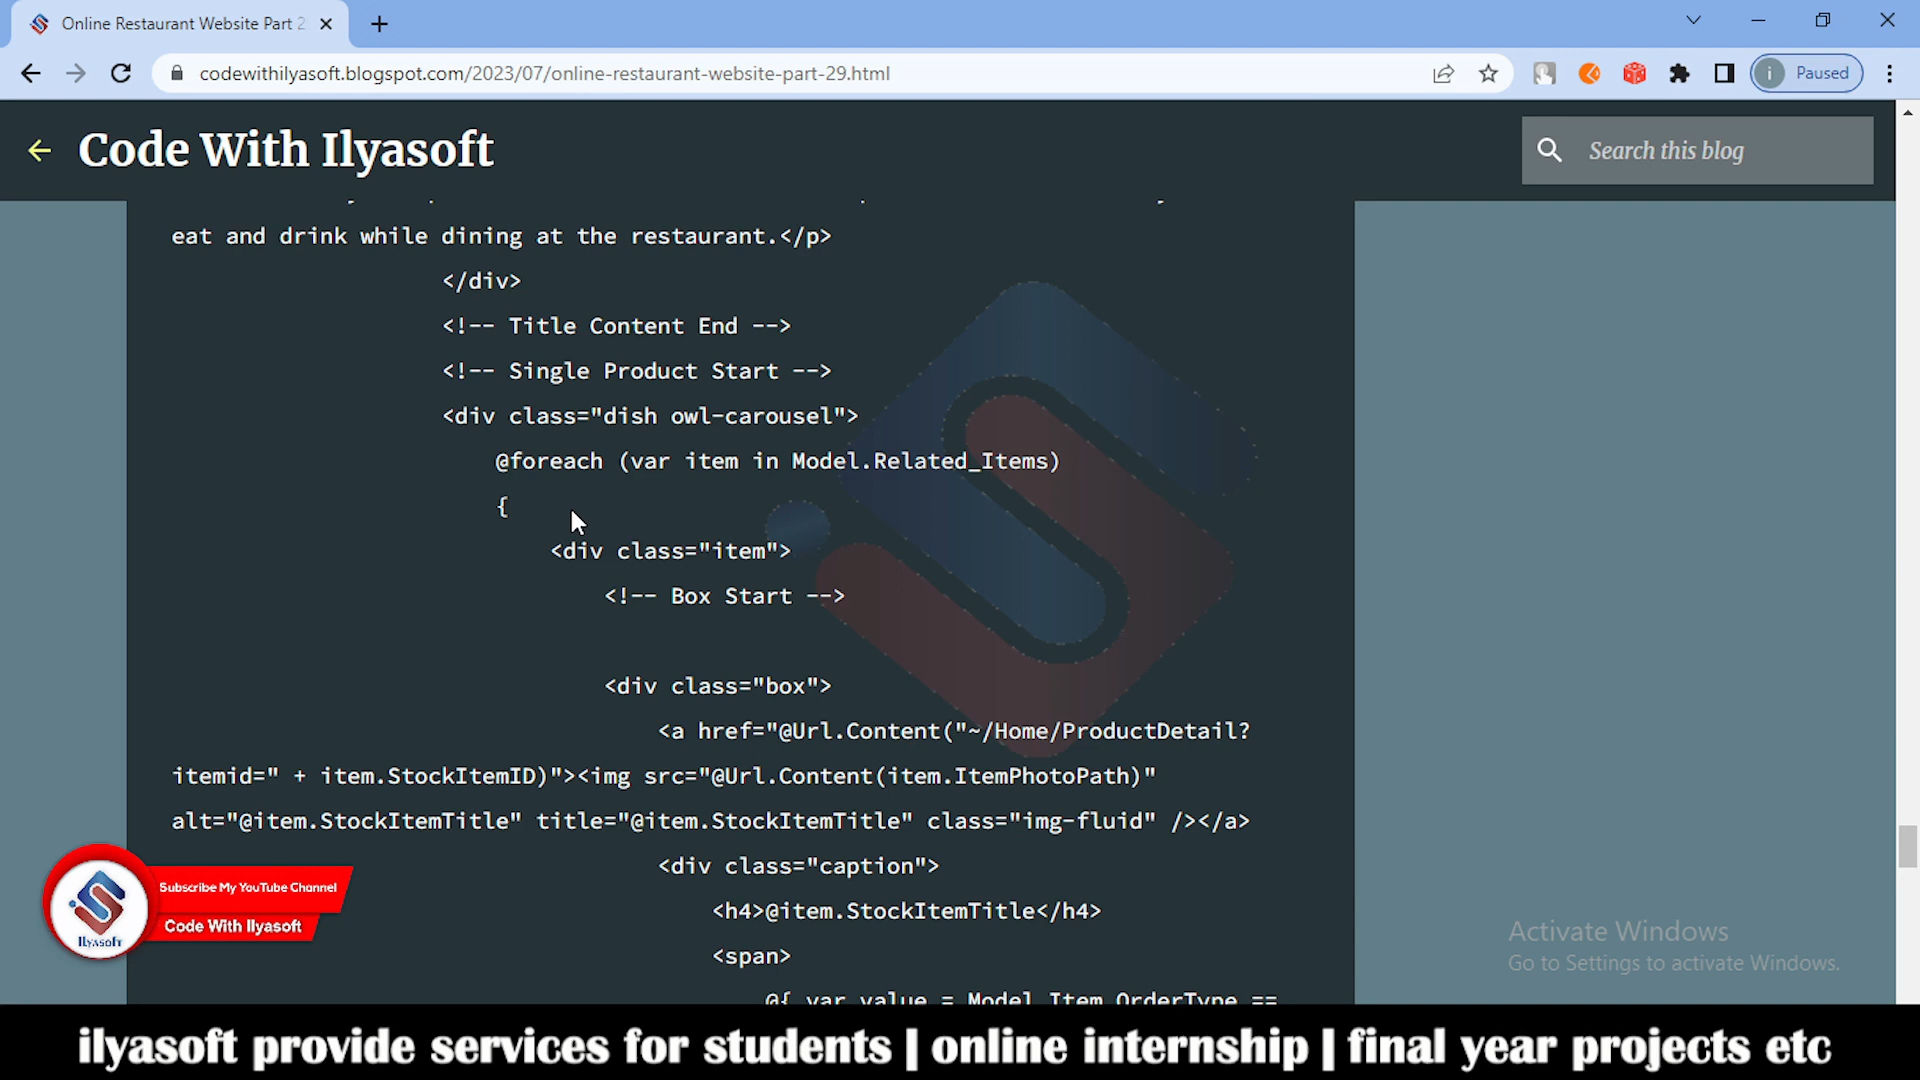 Online Restaurant Website Part 2
codewithilyasoft.blogspot.com/2023/07/online-restaurant-website-part-29.html
i Paused
Code With Ilyasoft
Search this blog
eat and drink while dining at the restaurant.</p>
</div>
<!-- Title Content End -->
<!-- Single Product Start -->
<div class="dish owl-carousel">
@foreach (var item in Model.Related_Items)
{
<div class="item">
<!-- Box Start -->
<div class="box">
<a href="@Url.Content("~/Home/ProductDetail?
itemid=" + item.StockItemID)"><img src="@Url.Content(item.ItemPhotoPath)"
alt="@item.StockItemTitle" title="@item.StockItemTitle" class="img-fluid" /></a>
<div class="caption">
<h4>@item.StockItemTitle</h4>
<span>
@{ var value = Model.Item.OrderType ==
Subscribe My YouTube Channel
Code With Ilyasoft
Ilyasoft
Activate Windows
Go to Settings to activate Windows.
ilyasoft provide services for students | online internship | final year projects etc